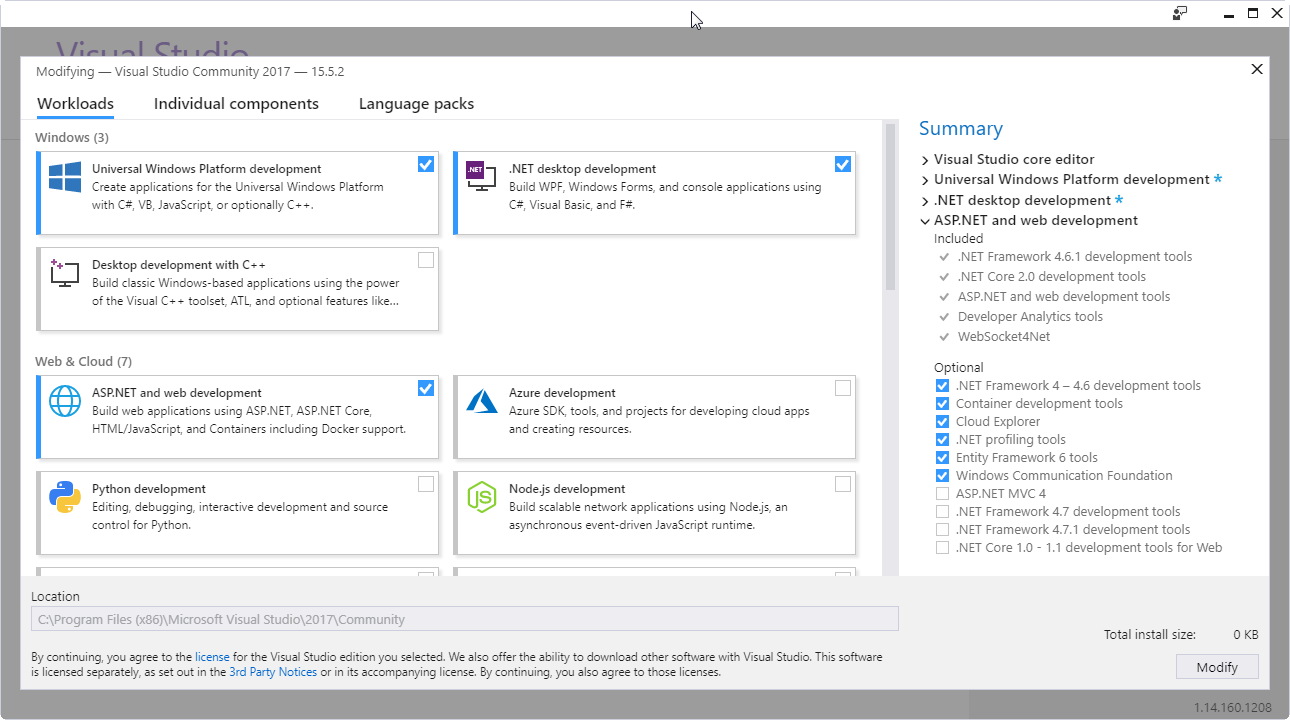 Visual Studio
Modifying — Visual Studio Community 2017 — 15.5.2
Workloads
Individual components
Language packs
Windows (3)
Universal Windows Platform development
Create applications for the Universal Windows Platform
with C#, VB, JavaScript, or optionally C++.
.NET
.NET desktop development
Build WPF, Windows Forms, and console applications using
C#, Visual Basic, and F#.
Desktop development with C++
Build classic Windows-based applications using the power
of the Visual C++ toolset, ATL, and optional features like...
Web & Cloud (7)
ASP.NET and web development
Build web applications using ASP.NET, ASP.NET Core,
HTML/JavaScript, and Containers including Docker support.
Azure development
Azure SDK, tools, and projects for developing cloud apps
and creating resources.
Python development
Editing, debugging, interactive development and source
control for Python.
JS
Node.js development
Build scalable network applications using Node.js, an
asynchronous event-driven JavaScript runtime.
Summary
Visual Studio core editor
Universal Windows Platform development *
.NET desktop development *
ASP.NET and web development
Included
.NET Framework 4.6.1 development tools
.NET Core 2.0 development tools
ASP.NET and web development tools
Developer Analytics tools
WebSocket4Net
Optional
.NET Framework 4 – 4.6 development tools
Container development tools
Cloud Explorer
.NET profiling tools
Entity Framework 6 tools
Windows Communication Foundation
ASP.NET MVC 4
.NET Framework 4.7 development tools
.NET Framework 4.7.1 development tools
.NET Core 1.0 - 1.1 development tools for Web
Location
C:\Program Files (x86)\Microsoft Visual Studio\2017\Community
By continuing, you agree to the license for the Visual Studio edition you selected. We also offer the ability to download other software with Visual Studio. This software
is licensed separately, as set out in the 3rd Party Notices or in its accompanying license. By continuing, you also agree to those licenses.
Total install size: 0 KB
Modify
1.14.160.1208